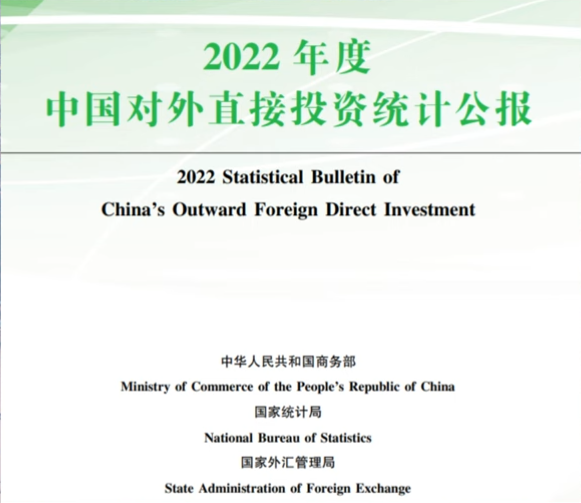 2022 年度
中国对外直接投资统计公报
2022 Statistical Bulletin of
China's Outward Foreign Direct Investment
中华人民共和国商务部
Ministry of Commerce of the People's Republic of China
国家统计局
National Bureau of Statistics
国家外汇管理局
State Administration of Foreign Exchange